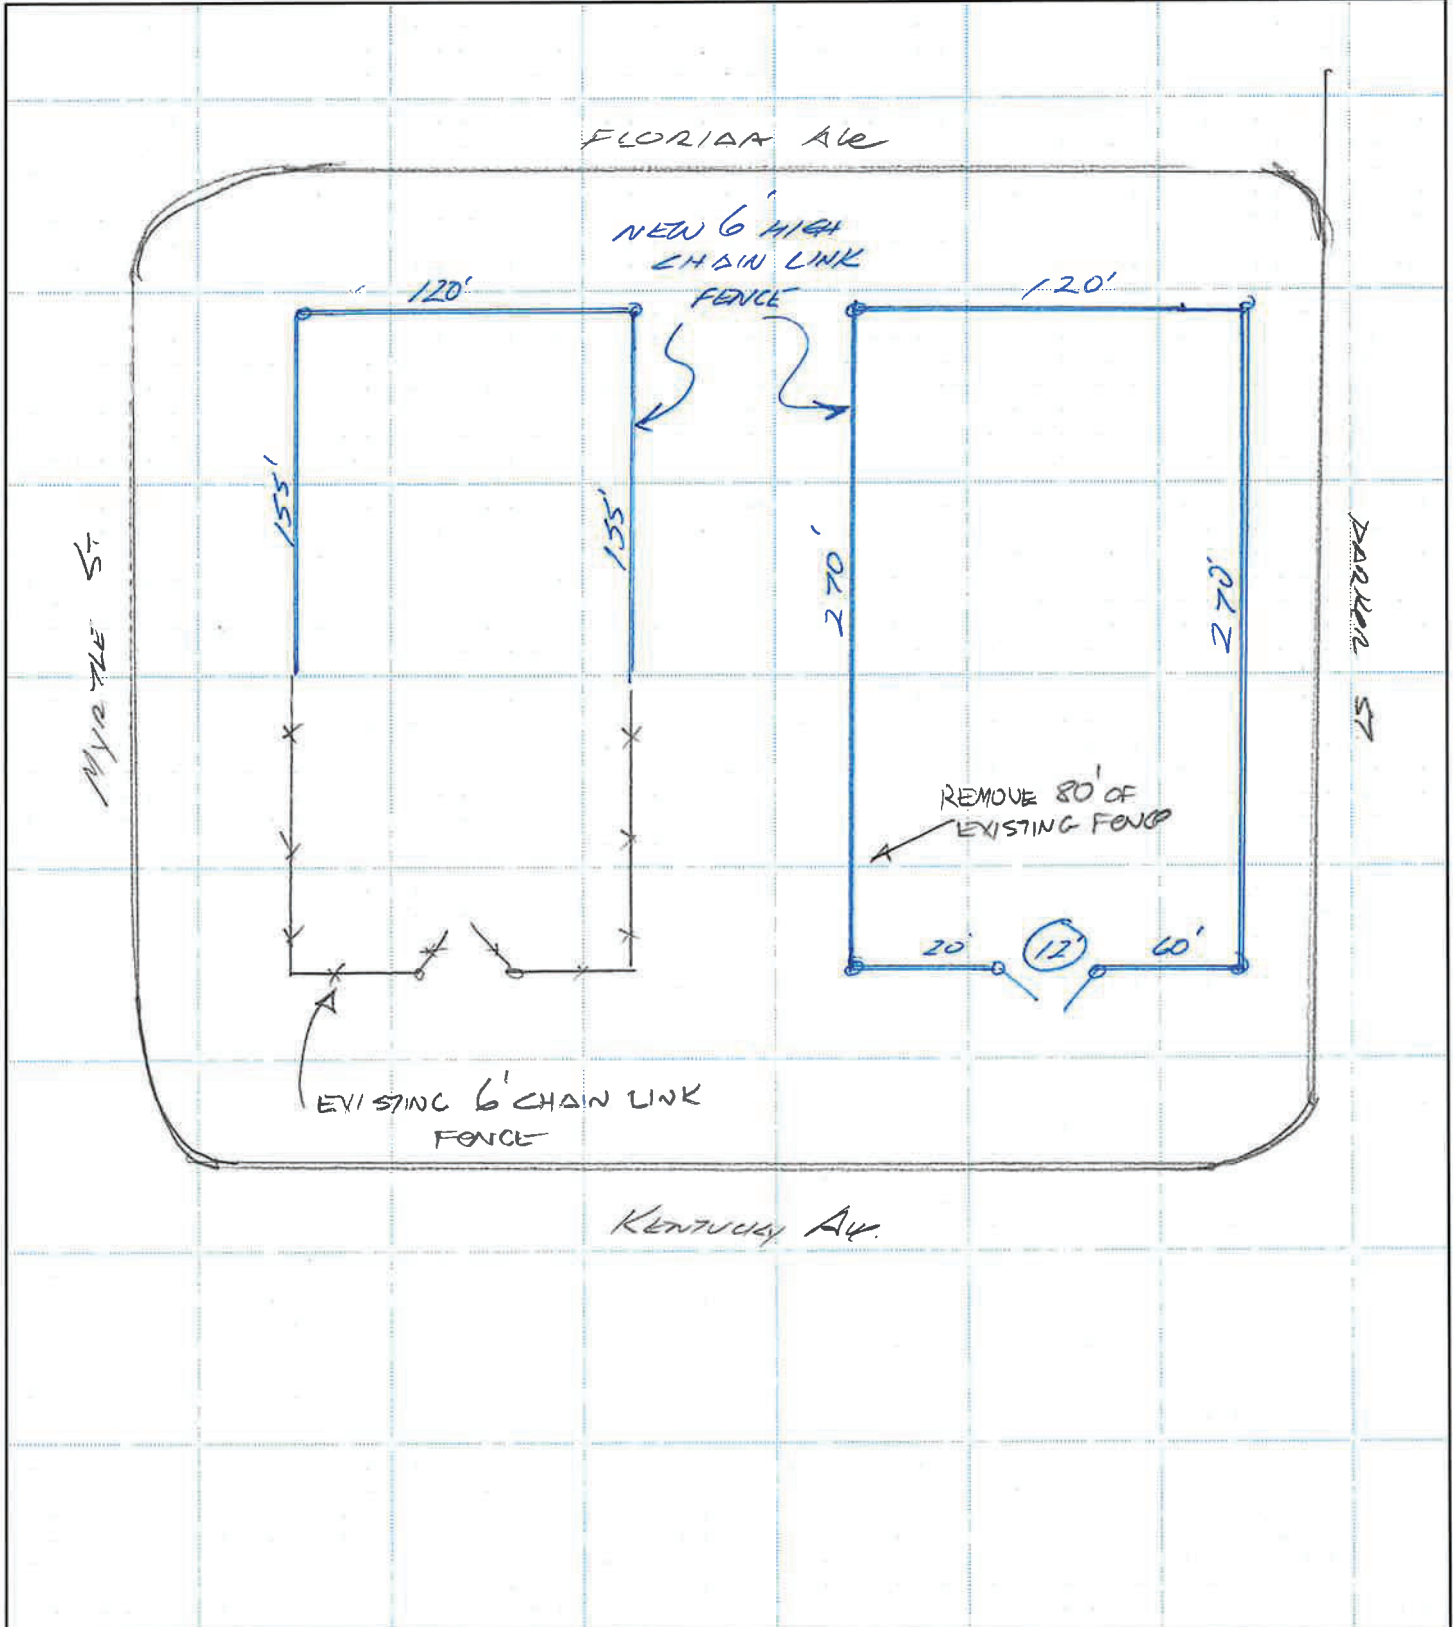 FLORIDA Ave
NEW 6' HIGH
CHAIN LINK
FENCE
120'
120'
155'
155'
270'
270'
MYRTLE ST
PARKER ST
REMOVE 80' OF
EXISTING FENCE
20'
12'
60'
EXISTING 6' CHAIN LINK
FENCE
KENTUCKY Ave.